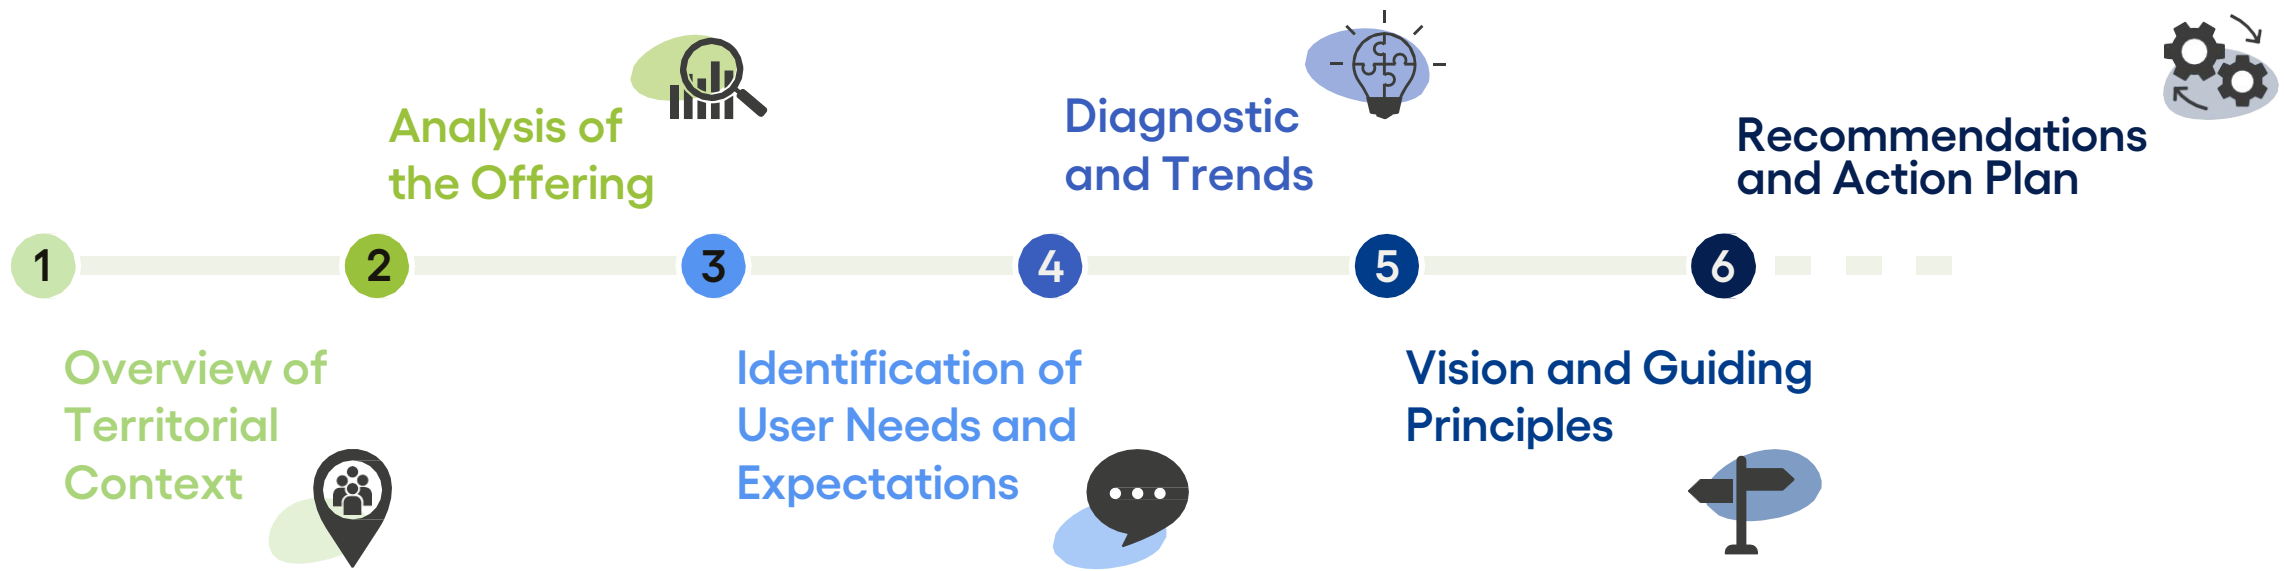 1
Overview of
Territorial
Context
2
Analysis of
the Offering
3
Identification of
User Needs and
Expectations
4
Diagnostic
and Trends
5
Vision and Guiding
Principles
6
Recommendations
and Action Plan